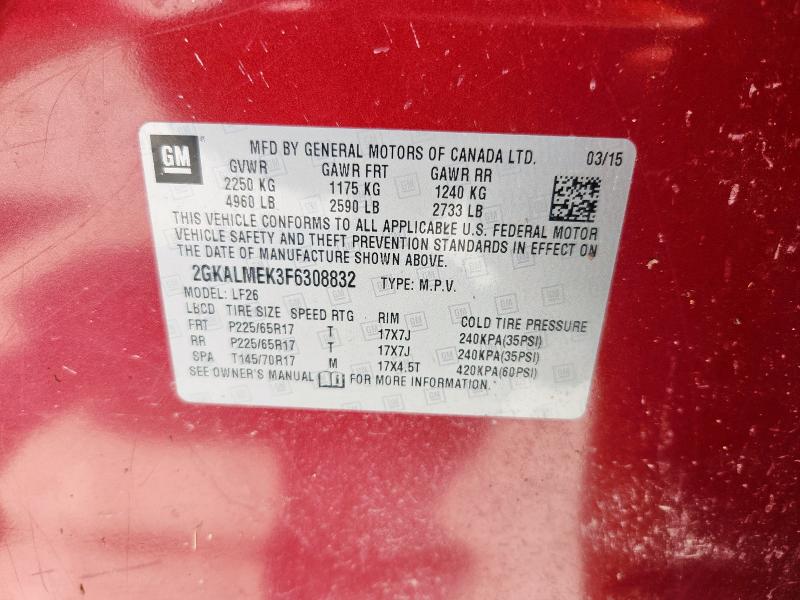 GM MFD BY GENERAL MOTORS OF CANADA LTD. 03/15
GVWR GAWR FRT GAWR RR
2250 KG 1175 KG 1240 KG
4960 LB 2590 LB 2733 LB
THIS VEHICLE CONFORMS TO ALL APPLICABLE U.S. FEDERAL MOTOR
VEHICLE SAFETY AND THEFT PREVENTION STANDARDS IN EFFECT ON
THE DATE OF MANUFACTURE SHOWN ABOVE.
2GKALMEK3F6308832 TYPE: M.P.V.
MODEL: LF26
LBCD TIRE SIZE SPEED RTG RIM COLD TIRE PRESSURE
FRT P225/65R17 T 17X7J 240KPA(35PSI)
RR P225/65R17 T 17X7J 240KPA(35PSI)
SPA T145/70R17 M 17X4.5T 420KPA(60PSI)
SEE OWNER'S MANUAL FOR MORE INFORMATION.